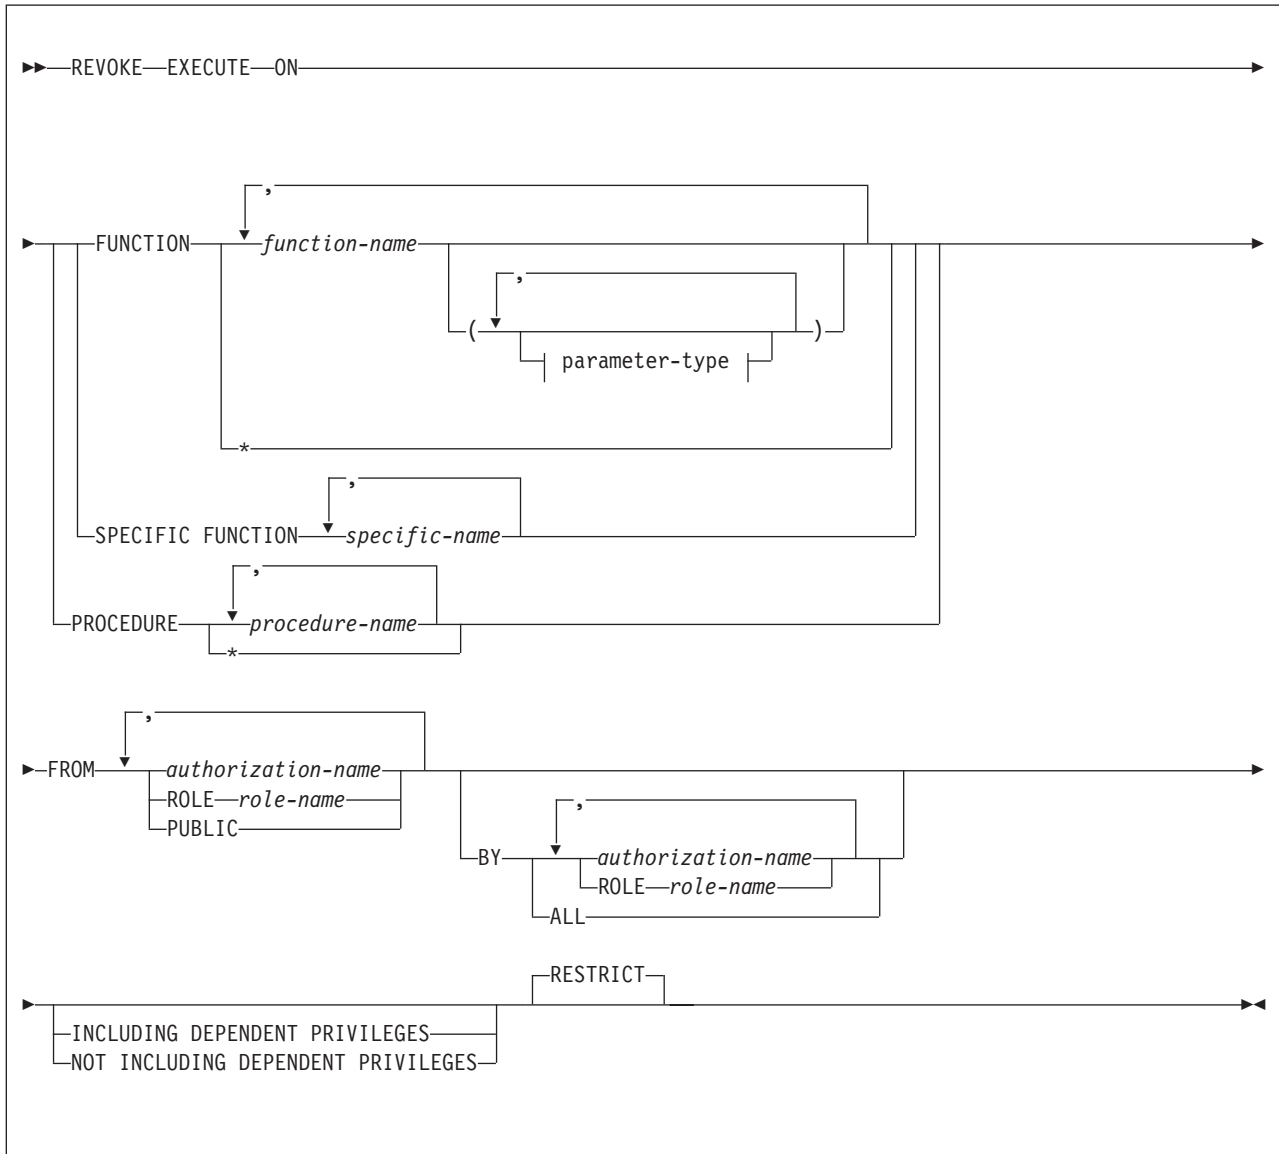 REVOKE EXECUTE ON
,
FUNCTION function-name
,
( )
parameter-type
*
,
SPECIFIC FUNCTION specific-name
,
PROCEDURE procedure-name
*
,
FROM authorization-name
ROLE role-name
,
PUBLIC
BY authorization-name
ROLE role-name
ALL
RESTRICT
INCLUDING DEPENDENT PRIVILEGES
NOT INCLUDING DEPENDENT PRIVILEGES